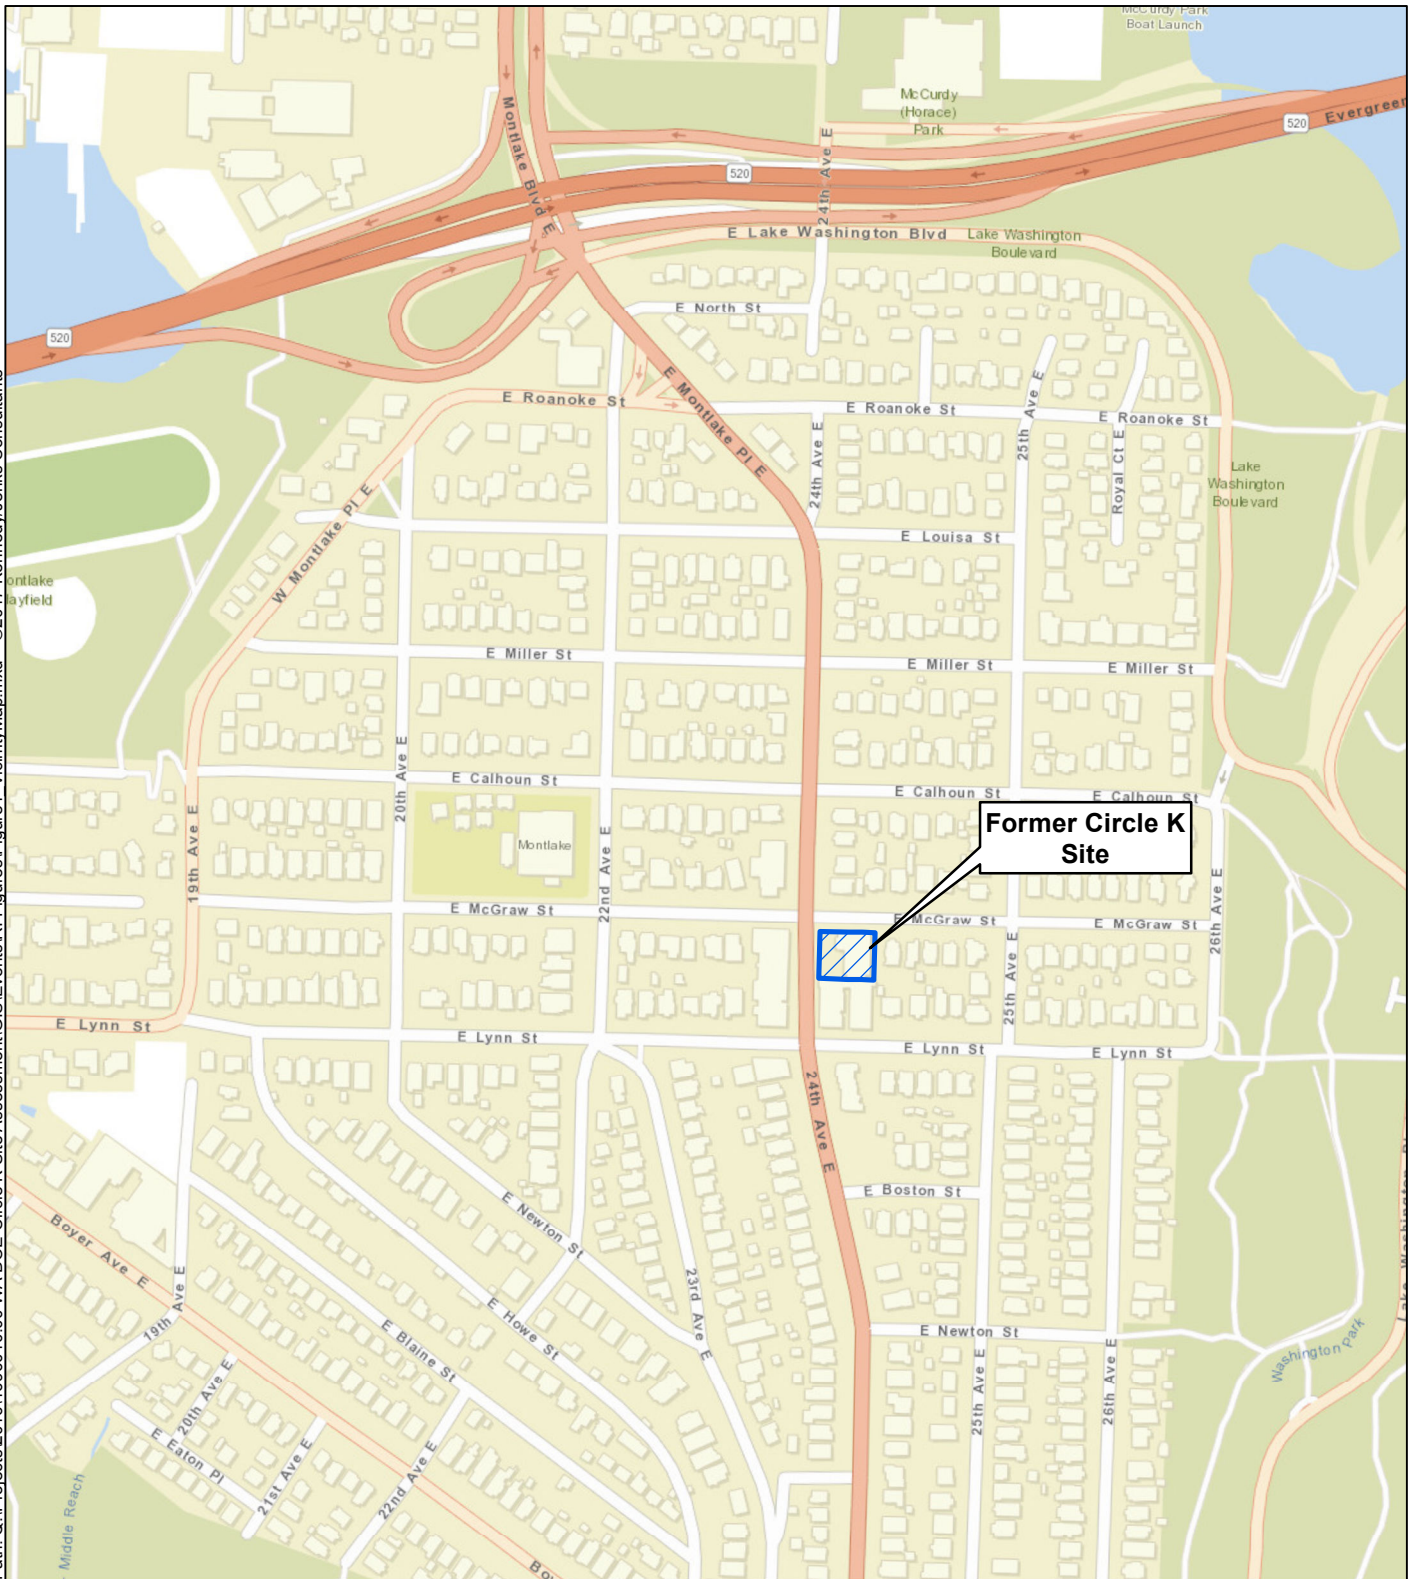 McCurdy Park
Boat Launch
McCurdy
(Horace)
Park
520
Evergreen
Montlake Blvd E
24th Ave E
520
E Lake Washington Blvd
Lake Washington
Boulevard
520
E North St
E Roanoke St
E Montlake Pl E
E Roanoke St
E Roanoke St
24th Ave E
25th Ave E
Royal Ct E
Lake
Washington
Boulevard
W Montlake Pl E
E Louisa St
E Miller St
E Miller St
E Miller St
20th Ave E
E Calhoun St
E Calhoun St
E Calhoun St
19th Ave E
Montlake
22nd Ave E
Former Circle K
Site
E McGraw St
E McGraw St
E McGraw St
26th Ave E
25th Ave E
E Lynn St
E Lynn St
E Lynn St
E Lynn St
24th Ave E
E Boston St
E Newton St
Boyer Ave E
19th Ave E
23rd Ave E
E Howe St
E Blaine St
E Newton St
Washington Park
20th Ave E
E Eaton Pl
21st Ave E
22nd Ave E
25th Ave E
26th Ave E
Middle Reach